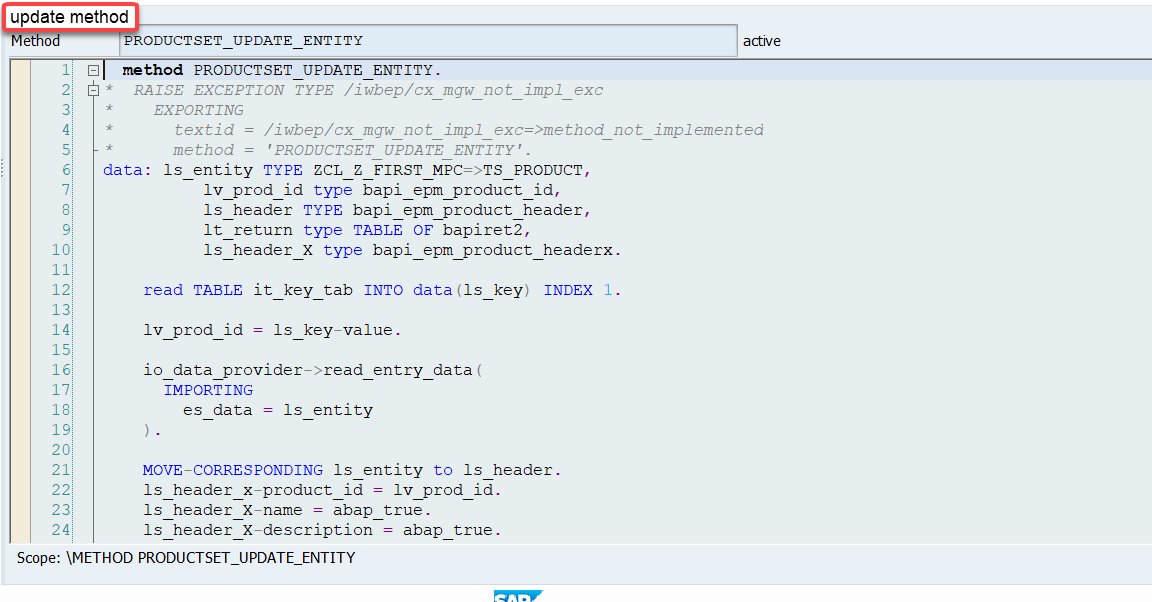 update method
Method PRODUCTSET_UPDATE_ENTITY active
1 method PRODUCTSET_UPDATE_ENTITY.
2 * RAISE EXCEPTION TYPE /iwbep/cx_mgw_not_impl_exc
3 * EXPORTING
4 * textid = /iwbep/cx_mgw_not_impl_exc=>method_not_implemented
5 * method = 'PRODUCTSET_UPDATE_ENTITY'.
6 data: ls_entity TYPE ZCL_Z_FIRST_MPC=>TS_PRODUCT,
7 lv_prod_id type bapi_epm_product_id,
8 ls_header TYPE bapi_epm_product_header,
9 lt_return type TABLE OF bapiret2,
10 ls_header_X type bapi_epm_product_headerx.
11
12 read TABLE it_key_tab INTO data(ls_key) INDEX 1.
13
14 lv_prod_id = ls_key-value.
15
16 io_data_provider->read_entry_data(
17 IMPORTING
18 es_data = ls_entity
19 ).
20
21 MOVE-CORRESPONDING ls_entity to ls_header.
22 ls_header_x-product_id = lv_prod_id.
23 ls_header_X-name = abap_true.
24 ls_header_X-description = abap_true.
Scope: \METHOD PRODUCTSET_UPDATE_ENTITY
SAP